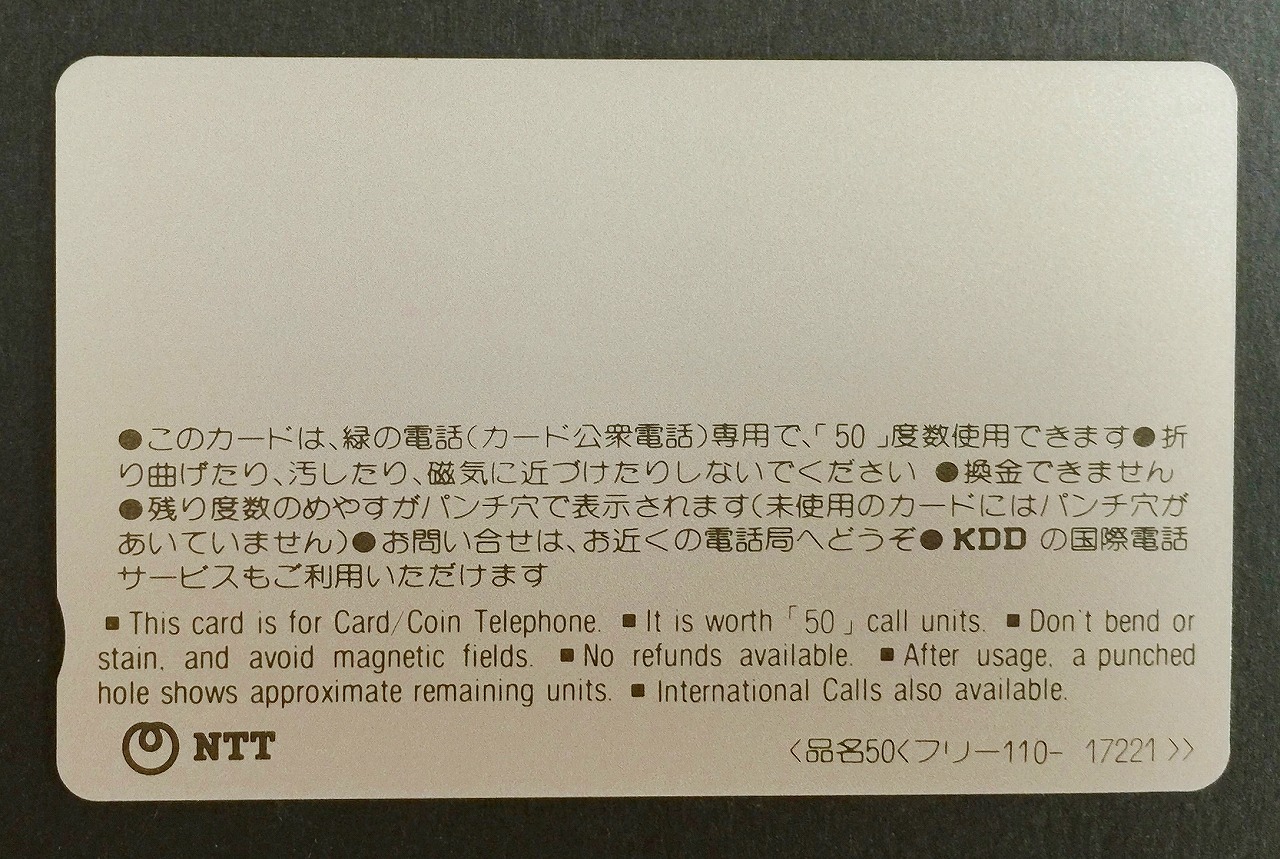 ●このカードは、緑の電話(カード公衆電話)専用で、「50」度数使用できます●折
り曲げたり、汚したり、磁気に近づけたりしないでください ●換金できません
●残り度数のめやすがパンチ穴で表示されます(未使用のカードにはパンチ穴が
あいていません)●お問い合せは、お近くの電話局へどうぞ●KDDの国際電話
サービスもご利用いただけます
▪This card is for Card/Coin Telephone. ▪It is worth「50」call units. ▪Don't bend or
stain, and avoid magnetic fields. ▪No refunds available. ▪After usage, a punched
hole shows approximate remaining units. ▪International Calls also available.
NTT
〈品名50〈フリー110- 17221〉〉